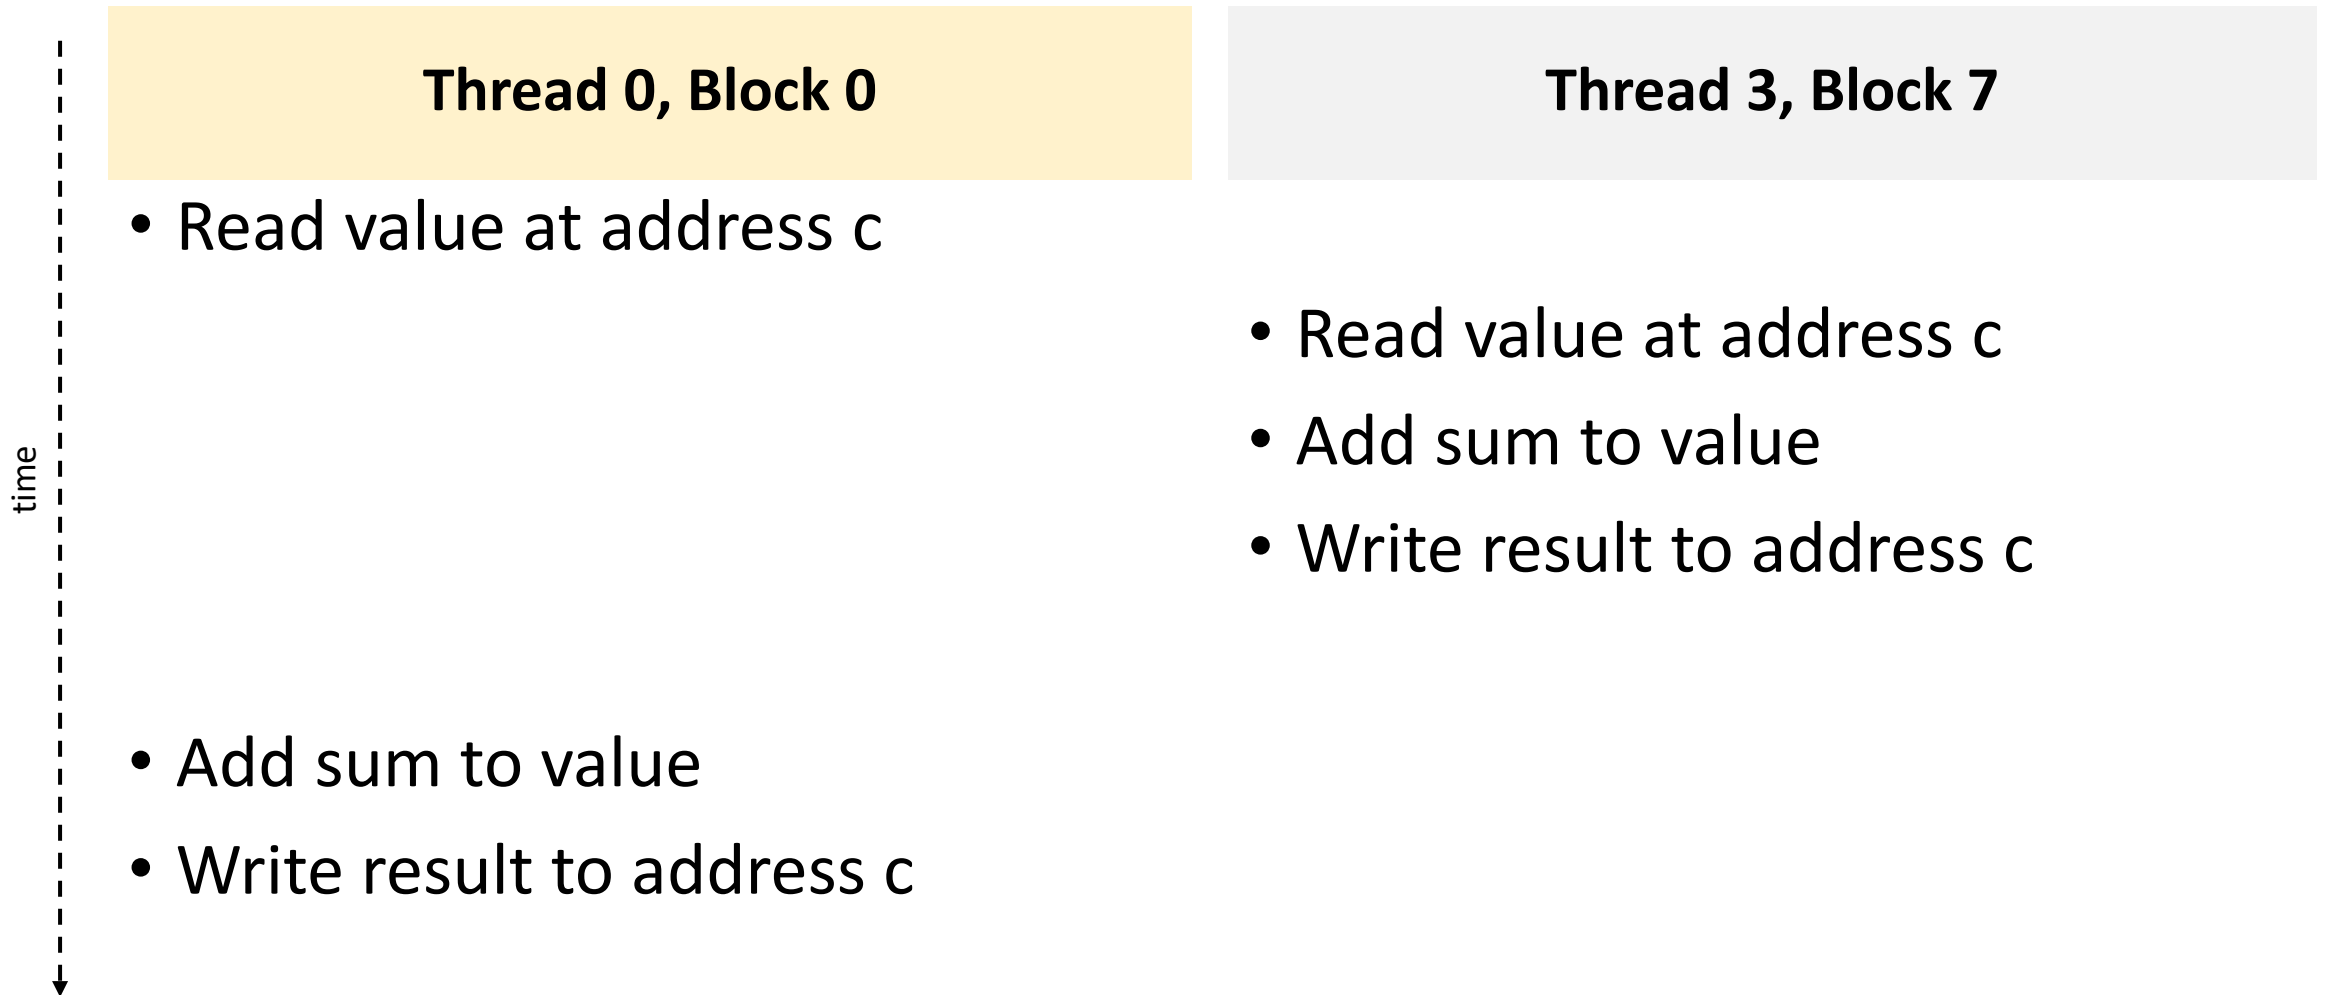 Thread 0, Block 0
Thread 3, Block 7
• Read value at address c
• Read value at address c
• Add sum to value
• Write result to address c
time
• Add sum to value
• Write result to address c